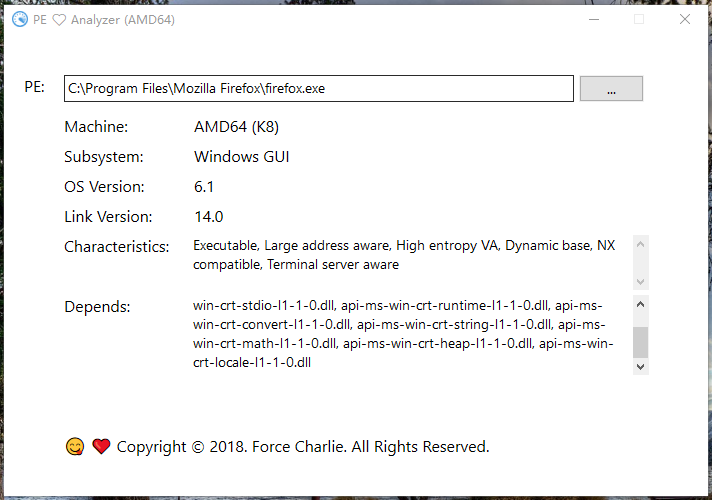 PE ♡ Analyzer (AMD64)
PE: C:\Program Files\Mozilla Firefox\firefox.exe ...
Machine: AMD64 (K8)
Subsystem: Windows GUI
OS Version: 6.1
Link Version: 14.0
Characteristics: Executable, Large address aware, High entropy VA, Dynamic base, NX
compatible, Terminal server aware
Depends: win-crt-stdio-l1-1-0.dll, api-ms-win-crt-runtime-l1-1-0.dll, api-ms-
win-crt-convert-l1-1-0.dll, api-ms-win-crt-string-l1-1-0.dll, api-ms-
win-crt-math-l1-1-0.dll, api-ms-win-crt-heap-l1-1-0.dll, api-ms-win-
crt-locale-l1-1-0.dll
😋 ❤ Copyright © 2018. Force Charlie. All Rights Reserved.